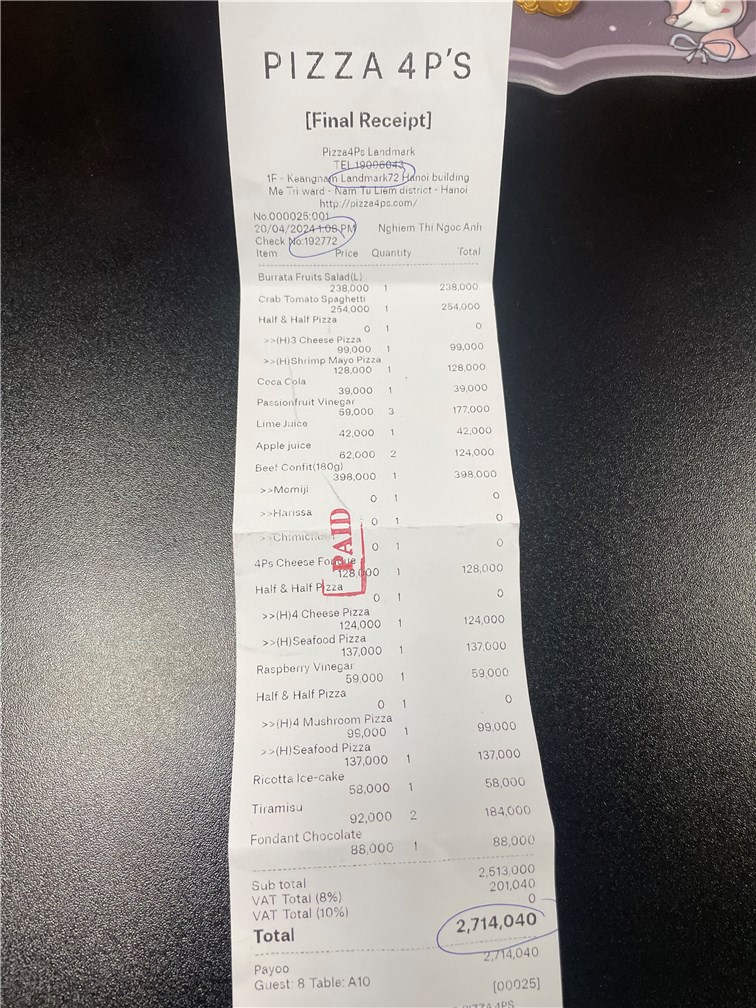 PIZZA 4P'S
[Final Receipt]
Pizza4Ps Landmark
TEL 19006043
1F - Keangnam Landmark72 Hanoi building
Me Tri ward - Nam Tu Liem district - Hanoi
http://pizza4ps.com/
No.000025:001
20/04/2024 1:08 PM Nghiem Thi Ngoc Anh
Check No:192772
Item Price Quantity Total
Burrata Fruits Salad(L)
238,000 1 238,000
Crab Tomato Spaghetti
254,000 1 254,000
Half & Half Pizza
0 1 0
>>(H)3 Cheese Pizza
99,000 1 99,000
>>(H)Shrimp Mayo Pizza
128,000 1 128,000
Coca Cola
39,000 1 39,000
Passionfruit Vinegar
59,000 3 177,000
Lime Juice
42,000 1 42,000
Apple juice
62,000 2 124,000
Beef Confit(180g)
398,000 1 398,000
>>Momiji
0 1 0
>>Harissa
0 1 0
>>Chimichurri
0 1 0
PAID
4Ps Cheese Fondue
128,000 1 128,000
Half & Half Pizza
0 1 0
>>(H)4 Cheese Pizza
124,000 1 124,000
>>(H)Seafood Pizza
137,000 1 137,000
Raspberry Vinegar
59,000 1 59,000
Half & Half Pizza
0 1 0
>>(H)4 Mushroom Pizza
99,000 1 99,000
>>(H)Seafood Pizza
137,000 1 137,000
Ricotta Ice-cake
58,000 1 58,000
Tiramisu
92,000 2 184,000
Fondant Chocolate
88,000 1 88,000
Sub total 2,513,000
VAT Total (8%) 201,040
VAT Total (10%) 0
Total 2,714,040
Payoo 2,714,040
Guest: 8 Table: A10 [00025]
PIZZA 4PS